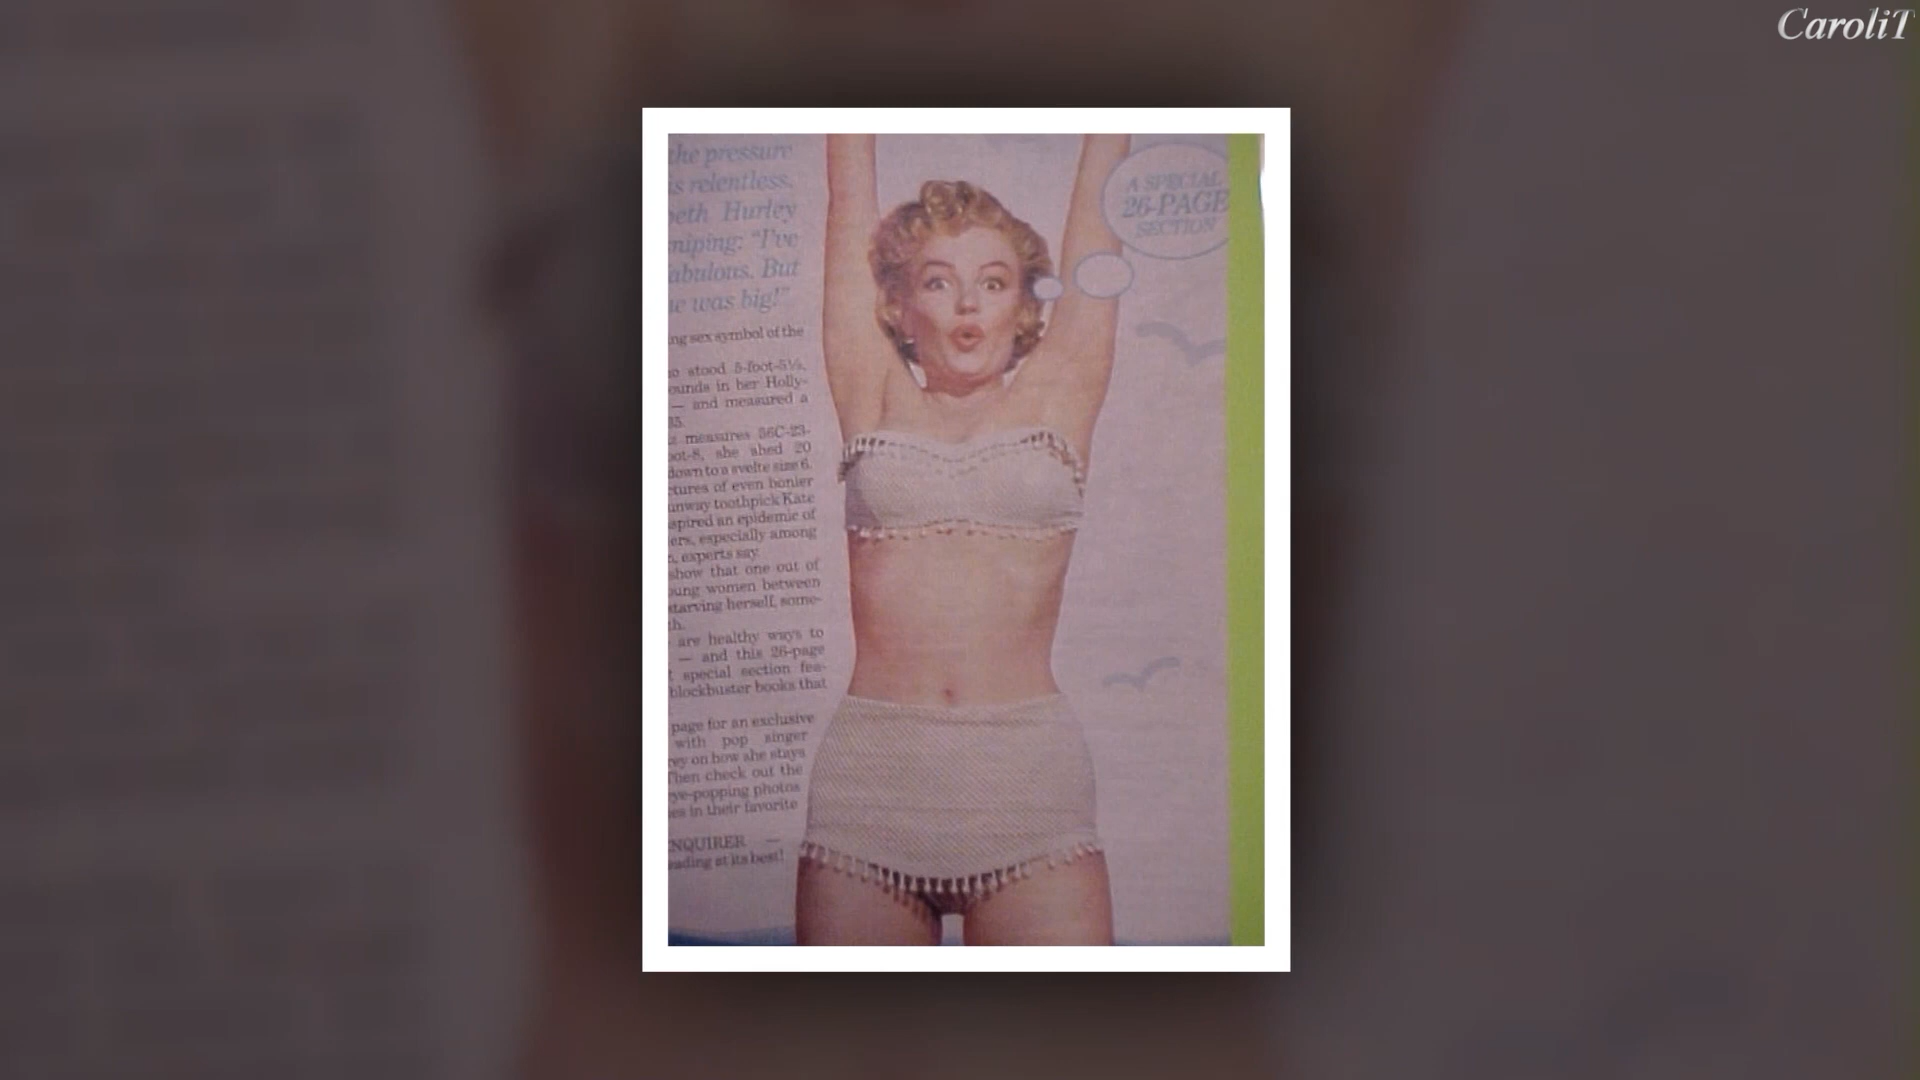 CaroliT
the pressure
is relentless.
beth Hurley
niping: "I've
abulous. But
e was big!"
A SPECIAL
26-PAGE
SECTION
ng sex symbol of the
o stood 5-foot-5½,
ounds in her Holly-
— and measured a
35.
measures 36C-23-
oot-8, she shed 20
down to a svelte size 6.
ctures of even bonier
unway toothpick Kate
spired an epidemic of
ers, especially among
, experts say.
show that one out of
oung women between
starving herself, some-
th.
are healthy ways to
— and this 26-page
special section fea-
blockbuster books that
page for an exclusive
with pop singer
rey on how she stays
Then check out the
ye-popping photos
es in their favorite
NQUIRER —
ading at its best!